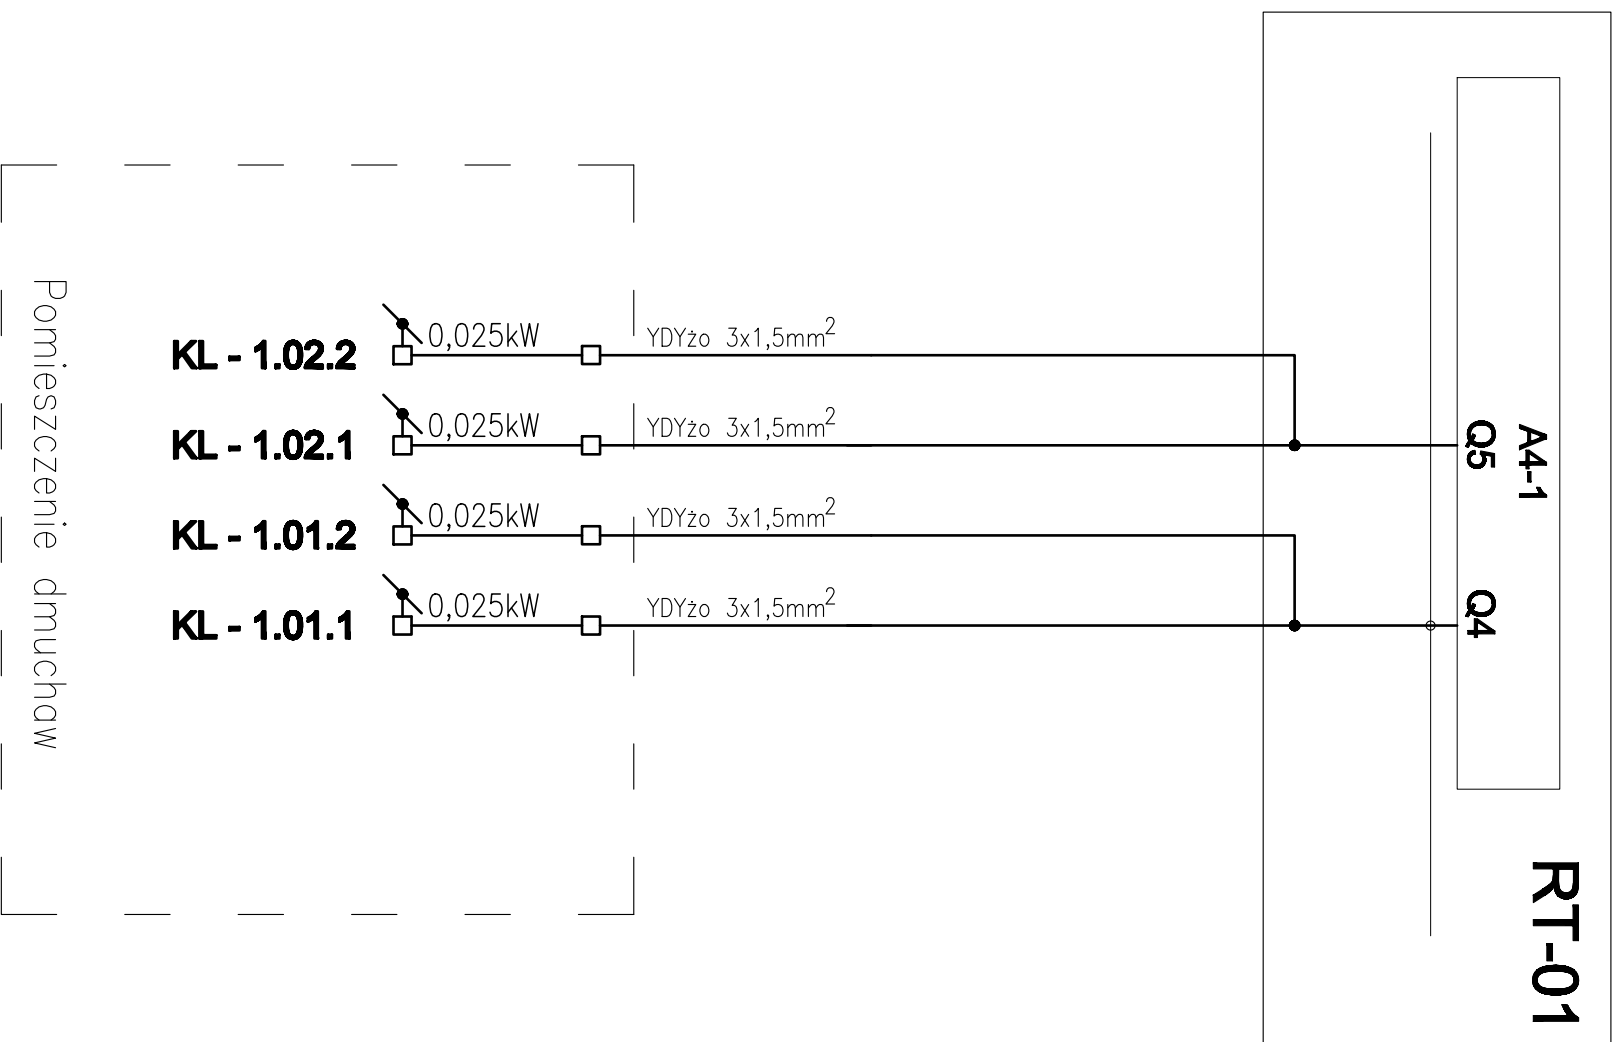 Pomieszczenie dmuchaw
KL - 1.02.2
0,025kW
YDYżo 3x1,5mm²
KL - 1.02.1
0,025kW
YDYżo 3x1,5mm²
KL - 1.01.2
0,025kW
YDYżo 3x1,5mm²
KL - 1.01.1
0,025kW
YDYżo 3x1,5mm²
Q5
A4-1
Q4
RT-01